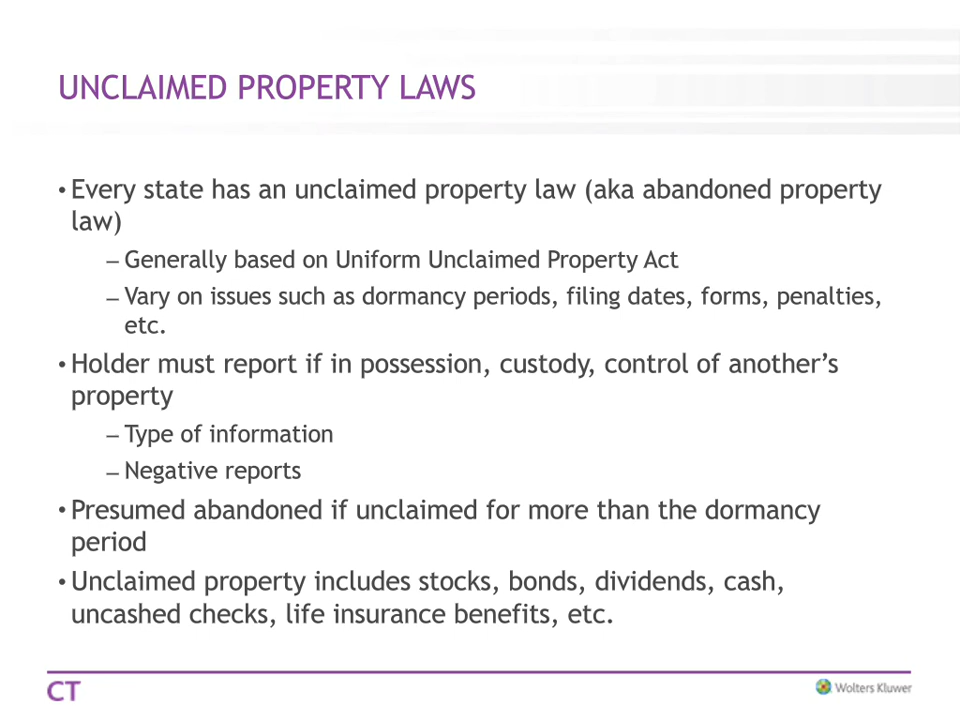 UNCLAIMED PROPERTY LAWS
• Every state has an unclaimed property law (aka abandoned property
law)
– Generally based on Uniform Unclaimed Property Act
– Vary on issues such as dormancy periods, filing dates, forms, penalties,
etc.
• Holder must report if in possession, custody, control of another’s
property
– Type of information
– Negative reports
• Presumed abandoned if unclaimed for more than the dormancy
period
• Unclaimed property includes stocks, bonds, dividends, cash,
uncashed checks, life insurance benefits, etc.
CT
Wolters Kluwer